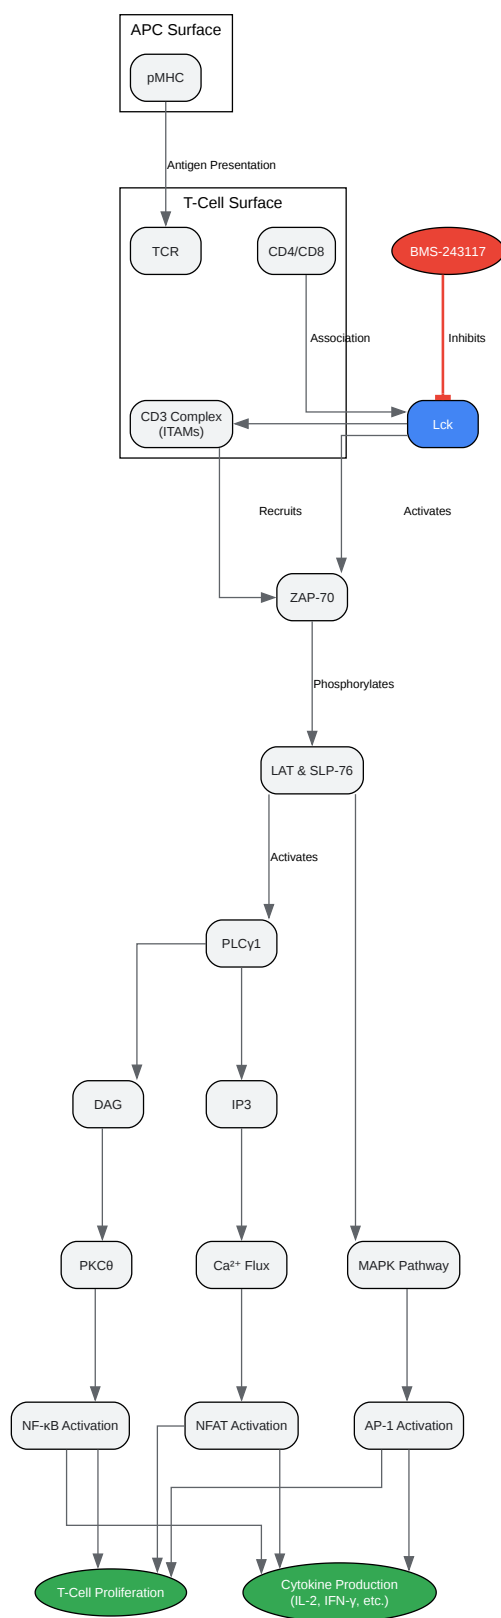 APC Surface
pMHC
Antigen Presentation
T-Cell Surface
TCR
CD4/CD8
BMS-243117
Association
Inhibits
CD3 Complex
(ITAMs)
Lck
Recruits
Activates
ZAP-70
Phosphorylates
LAT & SLP-76
Activates
PLCγ1
DAG
IP3
PKCθ
Ca²⁺ Flux
MAPK Pathway
NF-κB Activation
NFAT Activation
AP-1 Activation
T-Cell Proliferation
Cytokine Production
(IL-2, IFN-γ, etc.)